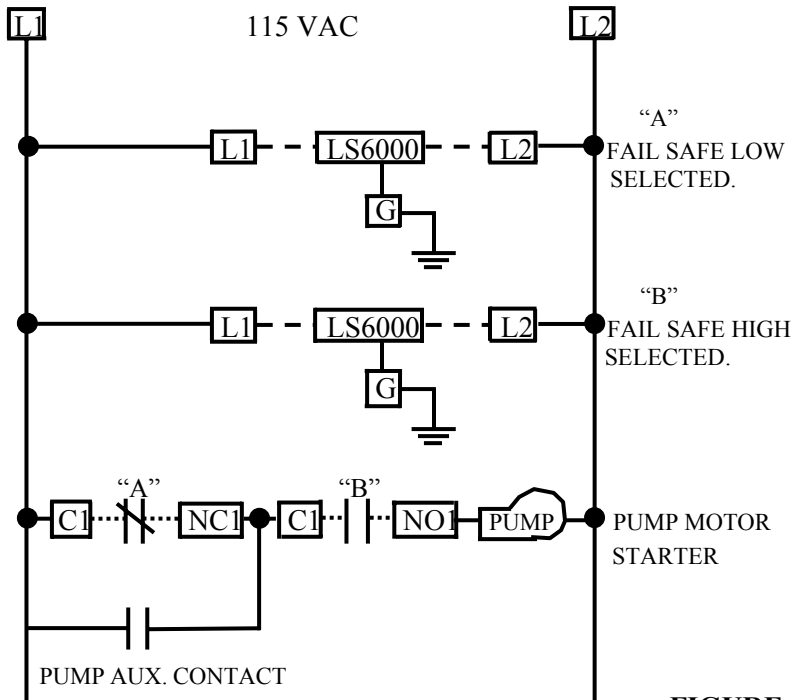 L1 115 VAC L2
“A”
L1 LS6000 L2 FAIL SAFE LOW
SELECTED.
G
“B”
L1 LS6000 L2 FAIL SAFE HIGH
SELECTED.
G
“A” “B”
C1 NC1 C1 NO1 PUMP PUMP MOTOR
STARTER
PUMP AUX. CONTACT
FIGURE